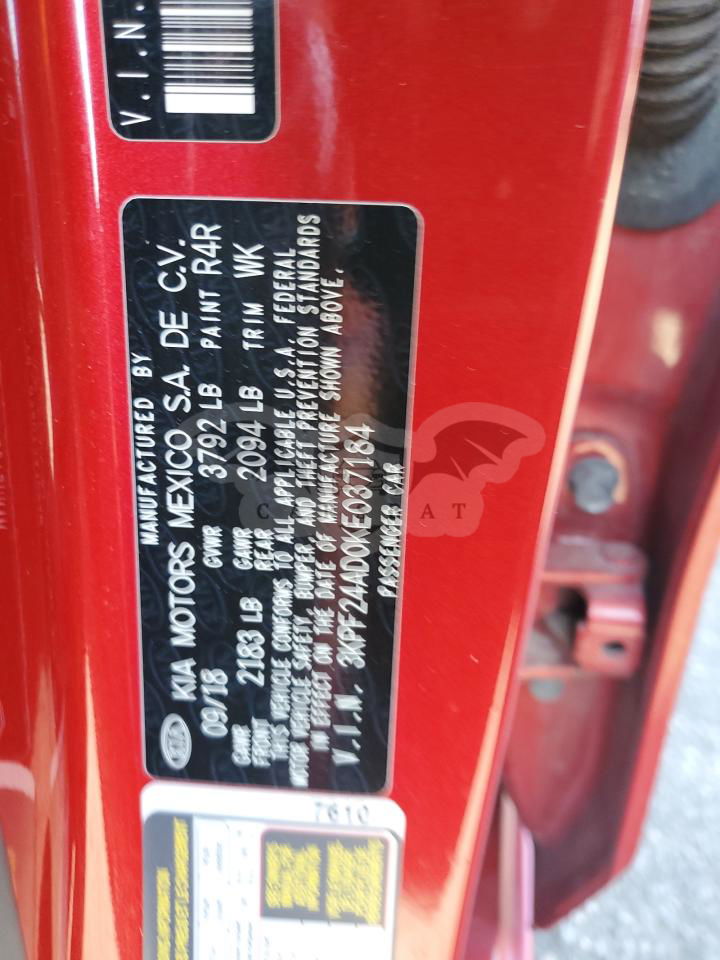 V.I.N.
MANUFACTURED BY
KIA KIA MOTORS MEXICO S.A. DE C.V.
09/18 GVWR 3792 LB PAINT R4R
GAWR FRONT 2183 LB GAWR REAR 2094 LB TRIM WK
THIS VEHICLE CONFORMS TO ALL APPLICABLE U.S.A. FEDERAL
MOTOR VEHICLE SAFETY, BUMPER, AND THEFT PREVENTION STANDARDS
IN EFFECT ON THE DATE OF MANUFACTURE SHOWN ABOVE.
V.I.N. 3KPF24AD0KE037184
PASSENGER CAR
7610